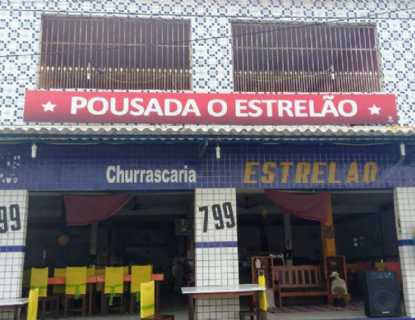 POUSADA O ESTRELÃO
Churrascaria ESTRELÃO
99 799